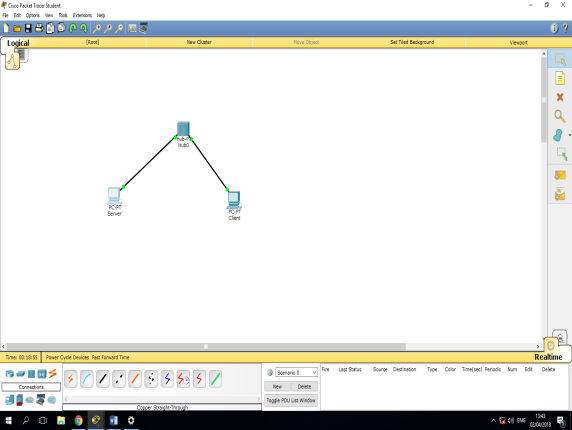 Cisco Packet Tracer Student
File Edit Options View Tools Extensions Help
Logical [Root] New Cluster Move Object Set Tiled Background Viewport
Hub-PT
Hub0
PC-PT
Server
PC-PT
Client
Time: 00:18:55 Power Cycle Devices Fast Forward Time
Realtime
Scenario 0
Fire Last Status Source Destination Type Color Time(sec) Periodic Num Edit Delete
Connections
New Delete
Toggle PDU List Window
Copper Straight-Through
ENG
13:43
02/04/2018